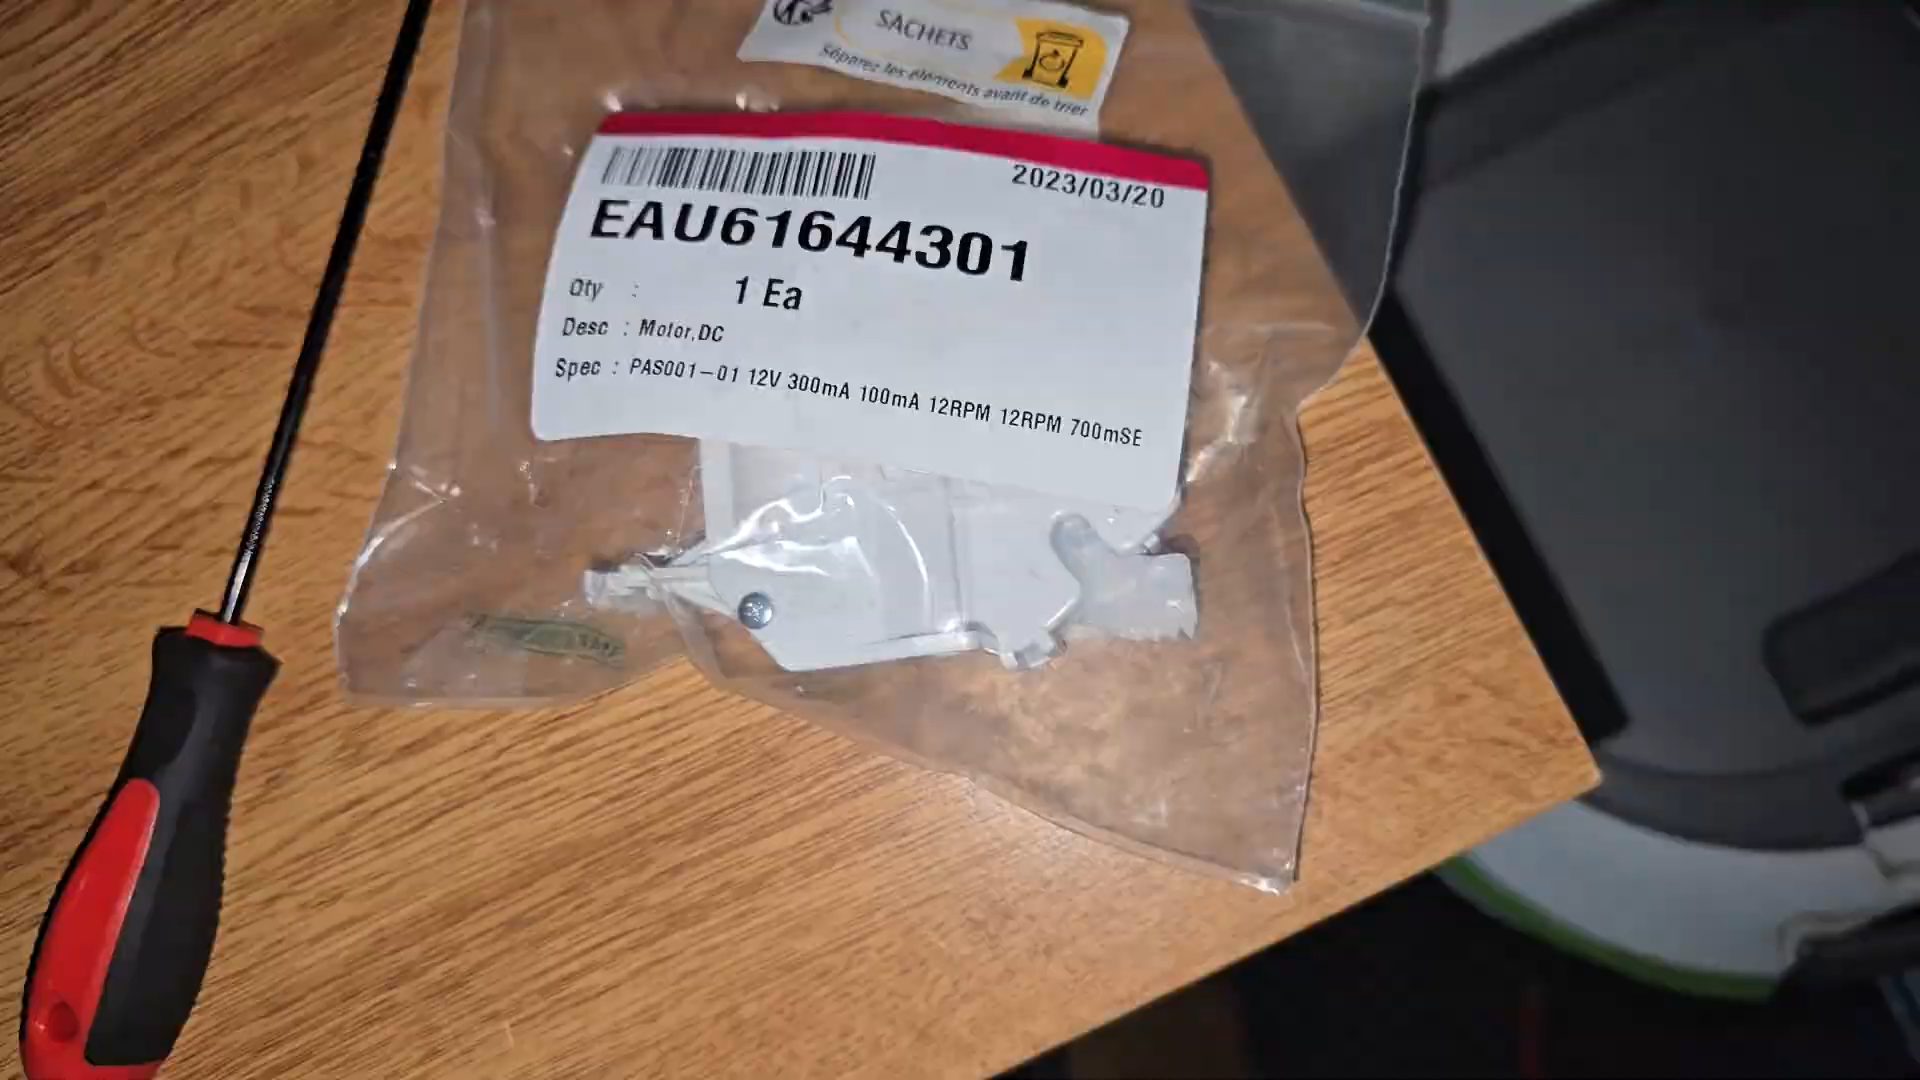 SACHETS
Séparez les éléments avant de trier
2023/03/20
EAU61644301
Qty : 1 Ea
Desc : Motor,DC
Spec : PAS001-01 12V 300mA 100mA 12RPM 12RPM 700mSE